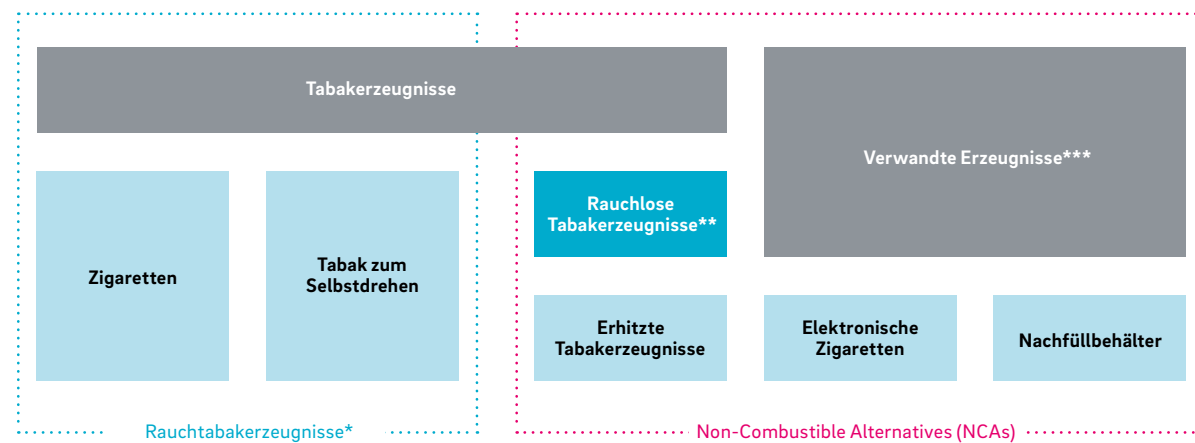 Tabakerzeugnisse
Verwandte Erzeugnisse***
Rauchlose
Tabakerzeugnisse**
Zigaretten
Tabak zum
Selbstdrehen
Erhitzte
Tabakerzeugnisse
Elektronische
Zigaretten
Nachfüllbehälter
Rauchtabakerzeugnisse*
Non-Combustible Alternatives (NCAs)